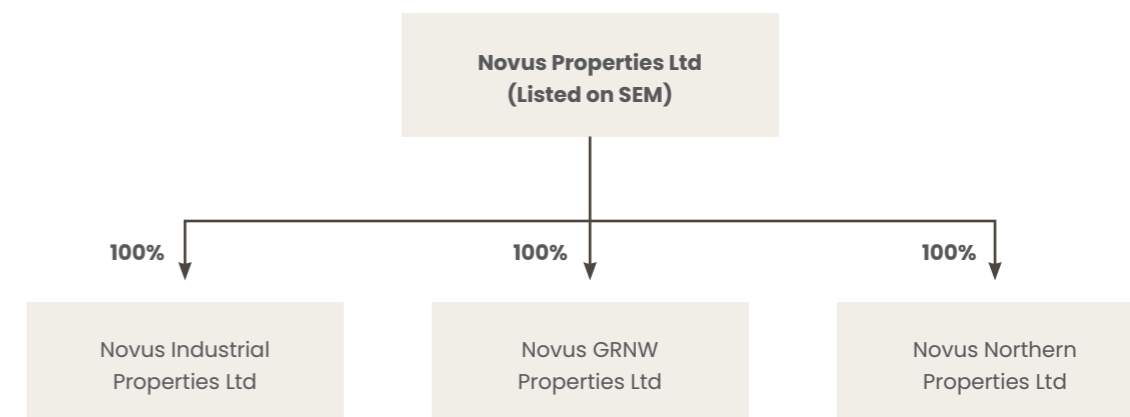 Novus Properties Ltd
(Listed on SEM)
100%
100%
100%
Novus Industrial
Properties Ltd
Novus GRNW
Properties Ltd
Novus Northern
Properties Ltd